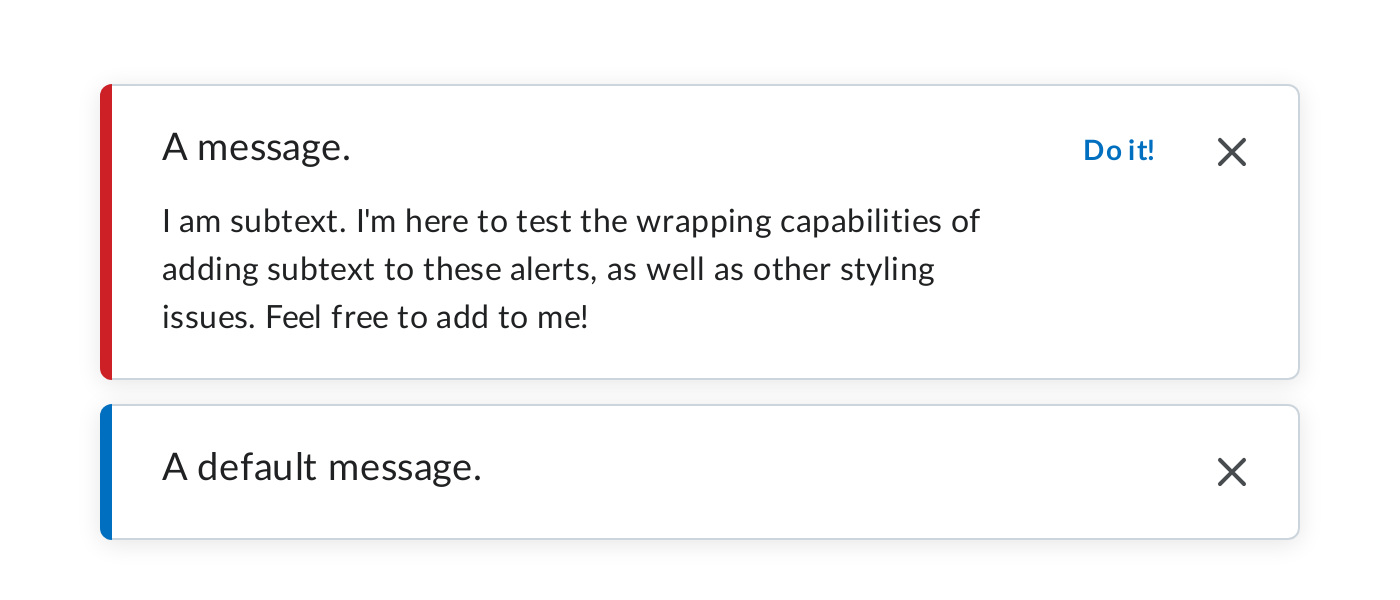 A message.
Do it!
I am subtext. I'm here to test the wrapping capabilities of
adding subtext to these alerts, as well as other styling
issues. Feel free to add to me!
A default message.